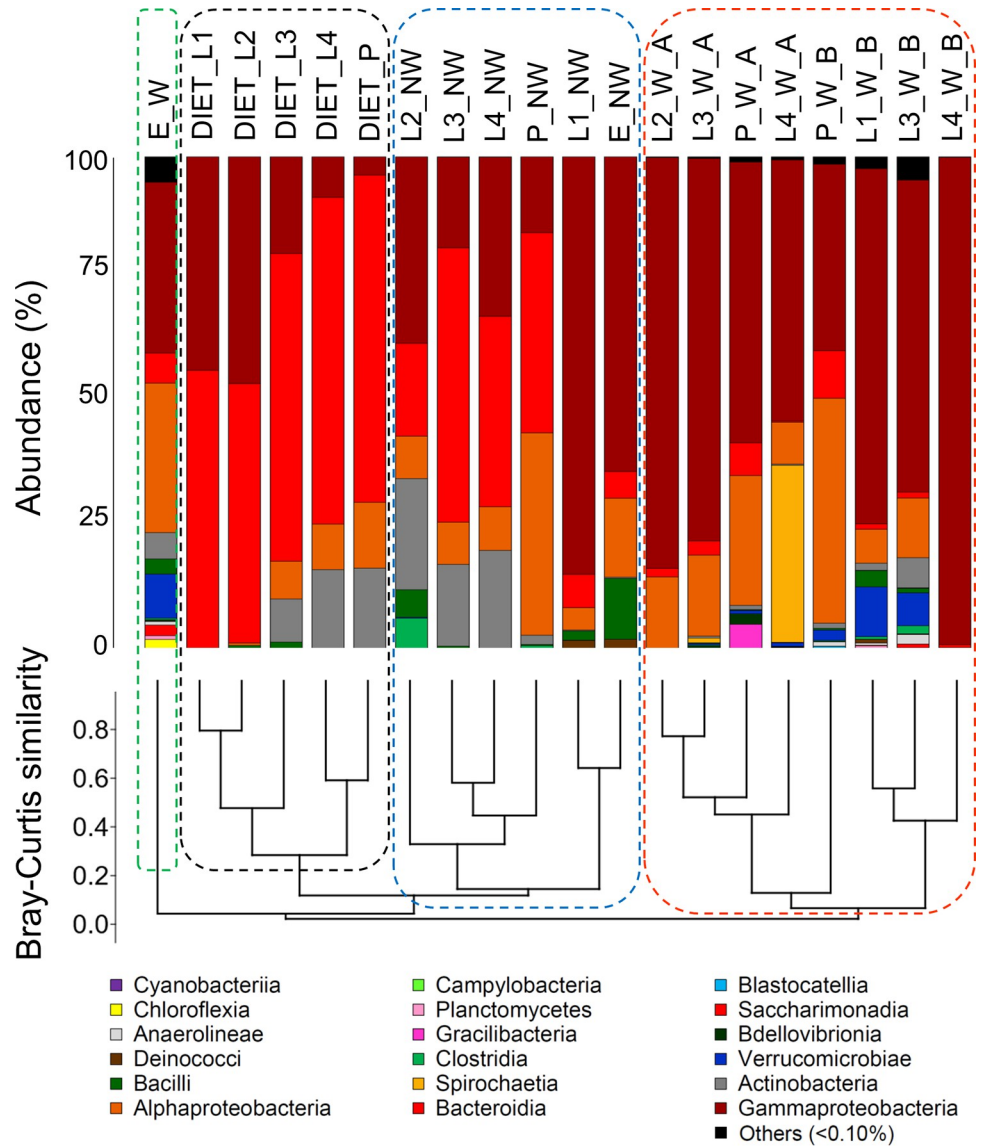 E_W
DIET_L1
DIET_L2
DIET_L3
DIET_L4
DIET_P
L2_NW
L3_NW
L4_NW
P_NW
L1_NW
E_NW
L2_W_A
L3_W_A
P_W_A
L4_W_A
P_W_B
L1_W_B
L3_W_B
L4_W_B
Abundance (%)
100
75
50
25
0
Bray-Curtis similarity
0.8
0.6
0.4
0.2
0.0
Cyanobacteriia
Chloroflexia
Anaerolineae
Deinococci
Bacilli
Alphaproteobacteria
Campylobacteria
Planctomycetes
Gracilibacteria
Clostridia
Spirochaetia
Bacteroidia
Blastocatellia
Saccharimonadia
Bdellovibrionia
Verrucomicrobiae
Actinobacteria
Gammaproteobacteria
Others (<0.10%)